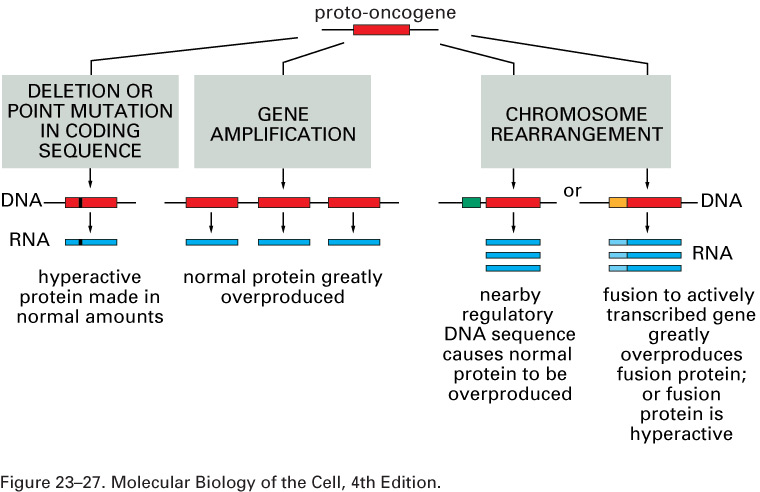 proto-oncogene
DELETION OR
POINT MUTATION
IN CODING
SEQUENCE
GENE
AMPLIFICATION
CHROMOSOME
REARRANGEMENT
DNA
or
DNA
RNA
RNA
hyperactive
protein made in
normal amounts
normal protein greatly
overproduced
nearby
regulatory
DNA sequence
causes normal
protein to be
overproduced
fusion to actively
transcribed gene
greatly
overproduces
fusion protein;
or fusion
protein is
hyperactive
Figure 23–27. Molecular Biology of the Cell, 4th Edition.